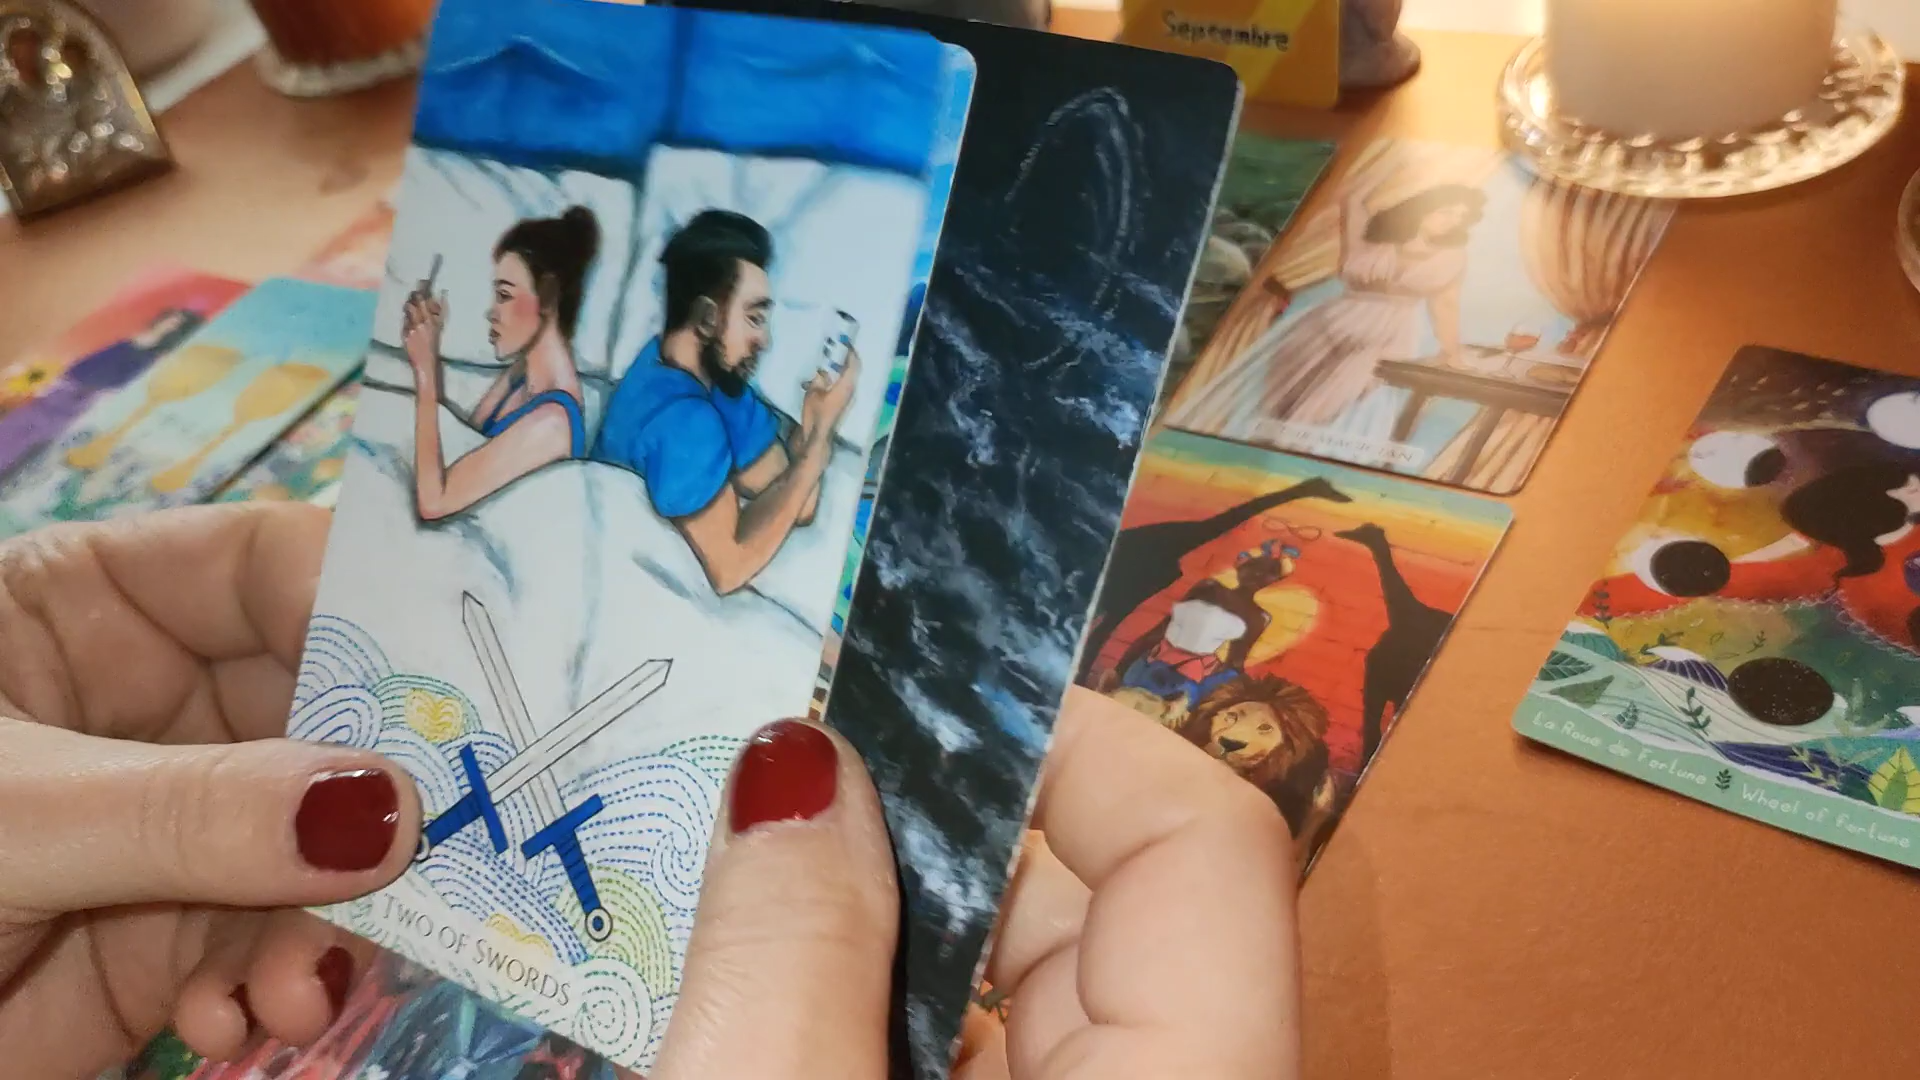 Septembre
THE MAGICIAN
La Roue de Fortune Wheel of Fortune
TWO OF SWORDS